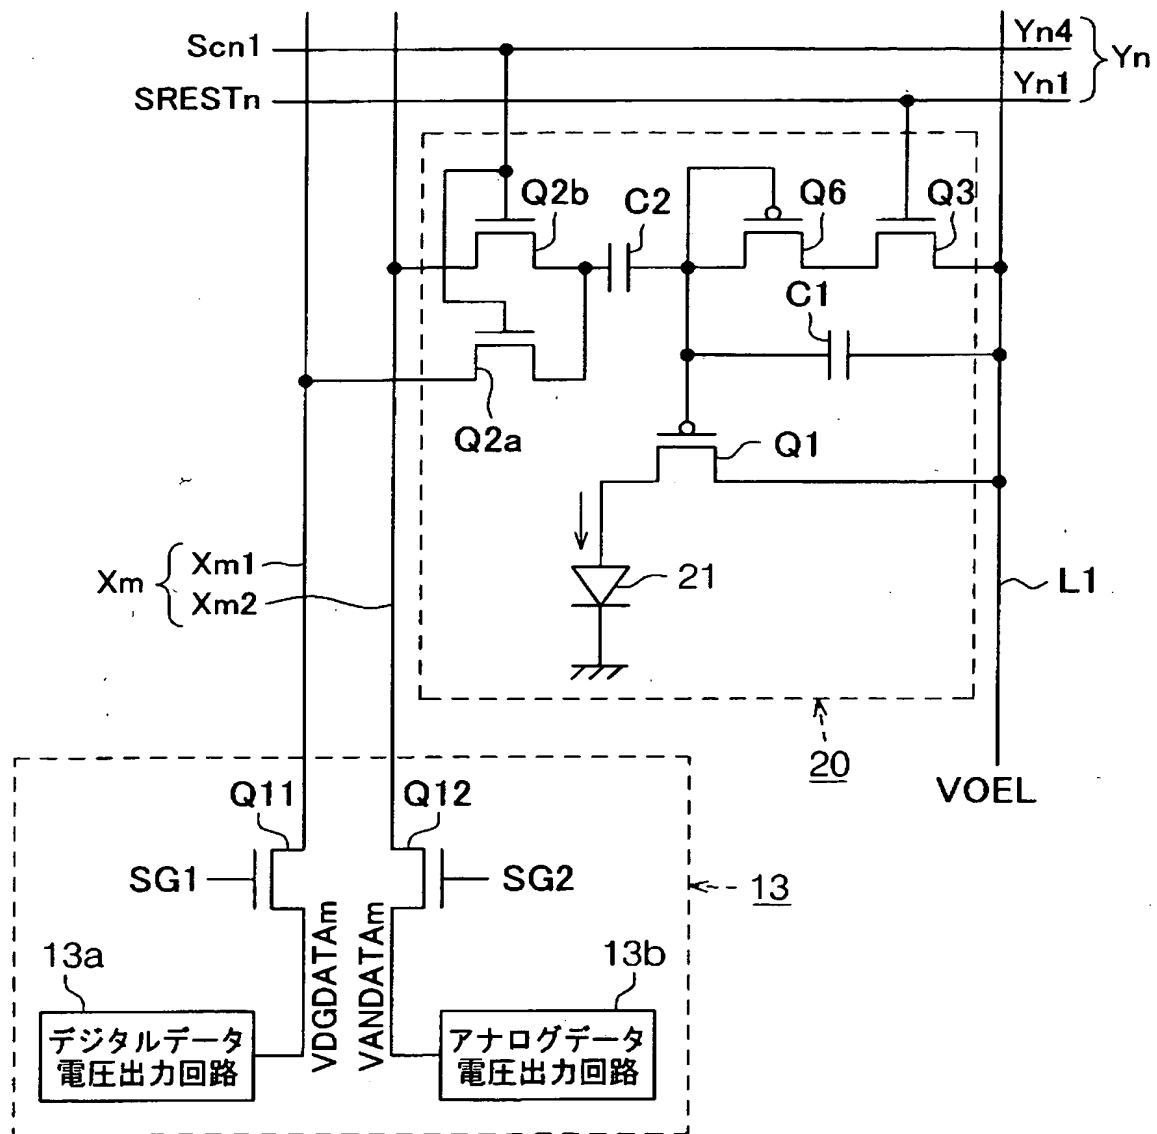 Scn1
Yn4
Yn
SRESTn
Yn1
Q2b
C2
Q6
Q3
C1
Q2a
Q1
Xm
Xm1
Xm2
21
L1
20
VOEL
Q11
Q12
SG1
SG2
13
VDGDATAm
VANDATAm
13a
13b
デジタルデータ
電圧出力回路
アナログデータ
電圧出力回路